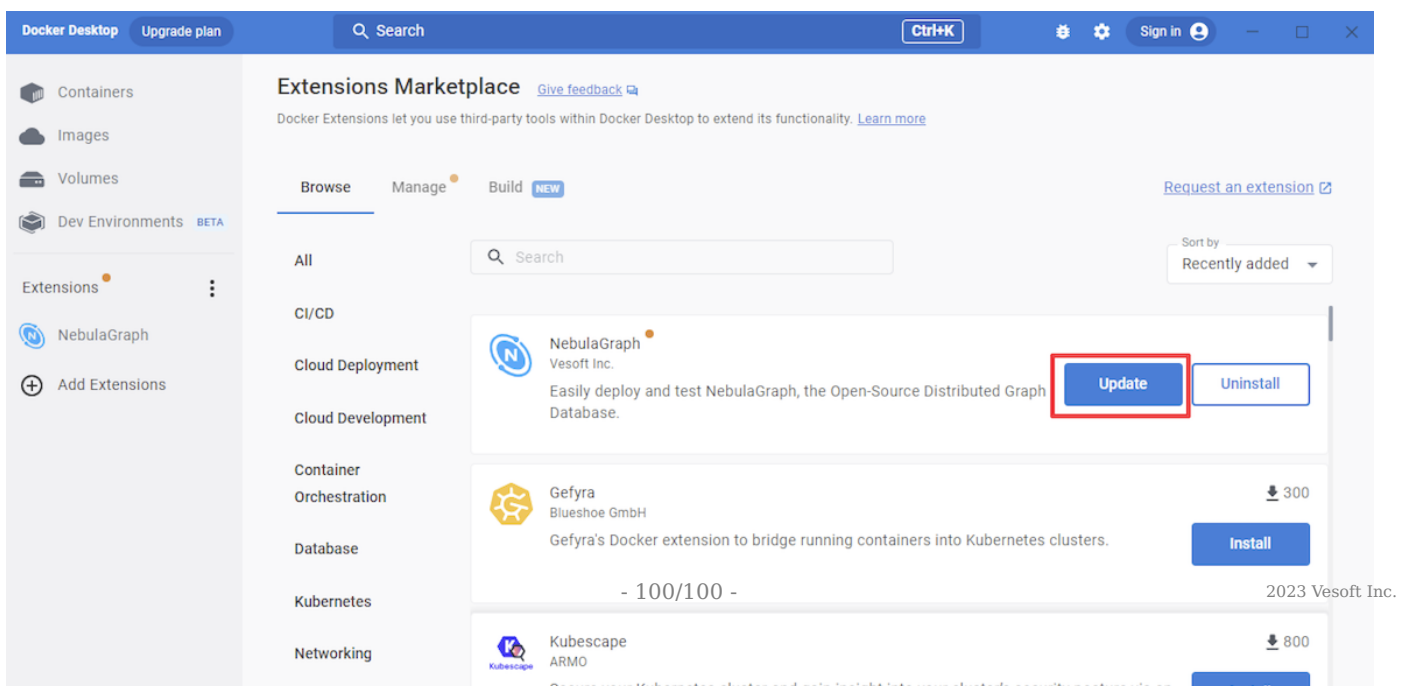 Docker Desktop Upgrade plan Search Ctrl+K Sign in
Containers
Images
Volumes
Dev Environments BETA
Extensions
NebulaGraph
Add Extensions
Extensions Marketplace Give feedback
Docker Extensions let you use third-party tools within Docker Desktop to extend its functionality. Learn more
Browse Manage Build NEW Request an extension
All
CI/CD
Cloud Deployment
Cloud Development
Container
Orchestration
Database
Kubernetes
Networking
Search
Sort by
Recently added
NebulaGraph
Vesoft Inc.
Easily deploy and test NebulaGraph, the Open-Source Distributed Graph
Database.
Update Uninstall
Gefyra 300
Blueshoe GmbH
Gefyra's Docker extension to bridge running containers into Kubernetes clusters.
Install
- 100/100 - 2023 Vesoft Inc.
Kubescape
Kubescape 800
ARMO